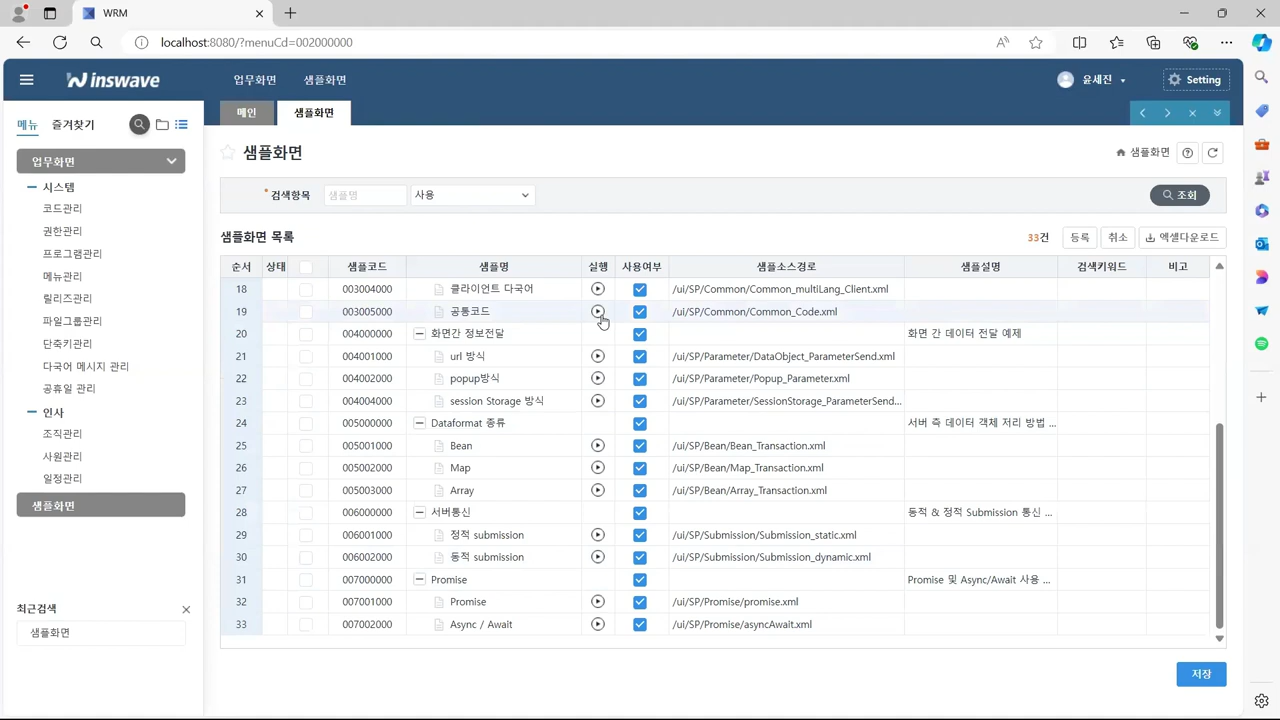 WRM
localhost:8080/?menuCd=002000000
inswave 업무화면 샘플화면 윤세진 Setting
메뉴 즐겨찾기
메인 샘플화면
업무화면
시스템
코드관리
권한관리
프로그램관리
메뉴관리
릴리즈관리
파일그룹관리
단축키관리
다국어 메시지 관리
공휴일 관리
인사
조직관리
사원관리
일정관리
샘플화면
최근검색
샘플화면
샘플화면
샘플화면
* 검색항목 샘플명 사용 조회
샘플화면 목록 33건 등록 취소 엑셀다운로드
순서 상태 샘플코드 샘플명 실행 사용여부 샘플소스경로 샘플설명 검색키워드 비고
18 003004000 클라이언트 다국어 /ui/SP/Common/Common_multiLang_Client.xml
19 003005000 공통코드 /ui/SP/Common/Common_Code.xml
20 004000000 화면간 정보전달 화면 간 데이터 전달 예제
21 004001000 url 방식 /ui/SP/Parameter/DataObject_ParameterSend.xml
22 004002000 popup방식 /ui/SP/Parameter/Popup_Parameter.xml
23 004004000 session Storage 방식 /ui/SP/Parameter/SessionStorage_ParameterSend...
24 005000000 Dataformat 종류 서버 측 데이터 객체 처리 방법 ...
25 005001000 Bean /ui/SP/Bean/Bean_Transaction.xml
26 005002000 Map /ui/SP/Bean/Map_Transaction.xml
27 005003000 Array /ui/SP/Bean/Array_Transaction.xml
28 006000000 서버통신 동적 & 정적 Submission 통신 ...
29 006001000 정적 submission /ui/SP/Submission/Submission_static.xml
30 006002000 동적 submission /ui/SP/Submission/Submission_dynamic.xml
31 007000000 Promise Promise 및 Async/Await 사용 ...
32 007001000 Promise /ui/SP/Promise/promise.xml
33 007002000 Async / Await /ui/SP/Promise/asyncAwait.xml
저장